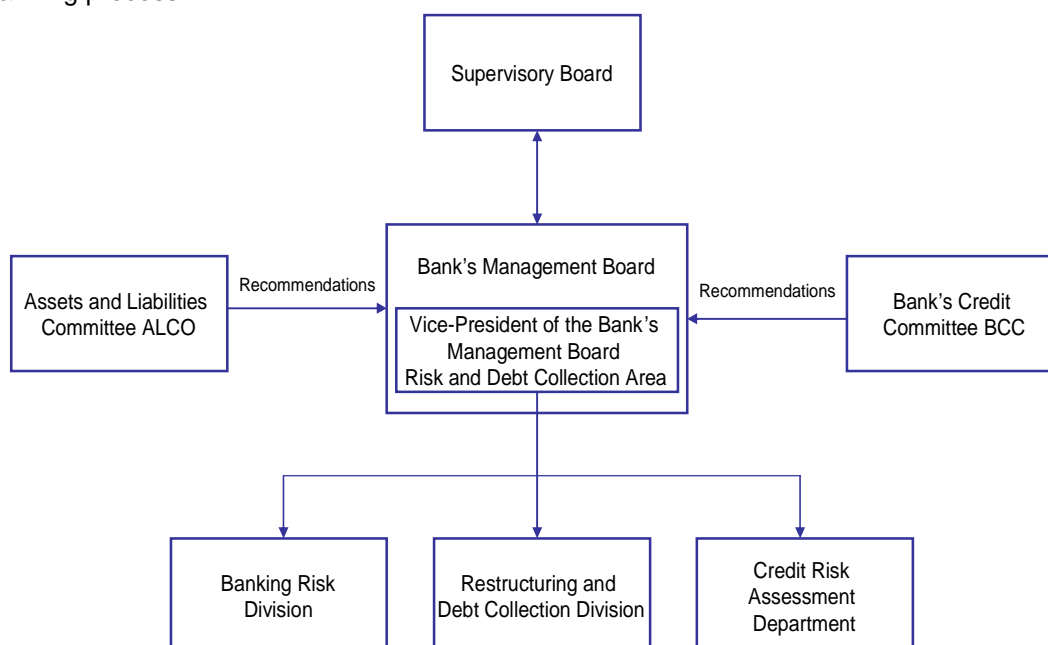 Supervisory Board
Bank's Management Board
Recommendations
Recommendations
Assets and Liabilities
Committee ALCO
Bank's Credit
Committee BCC
Vice-President of the Bank's
Management Board
Risk and Debt Collection Area
Banking Risk
Division
Restructuring and
Debt Collection Division
Credit Risk
Assessment
Department